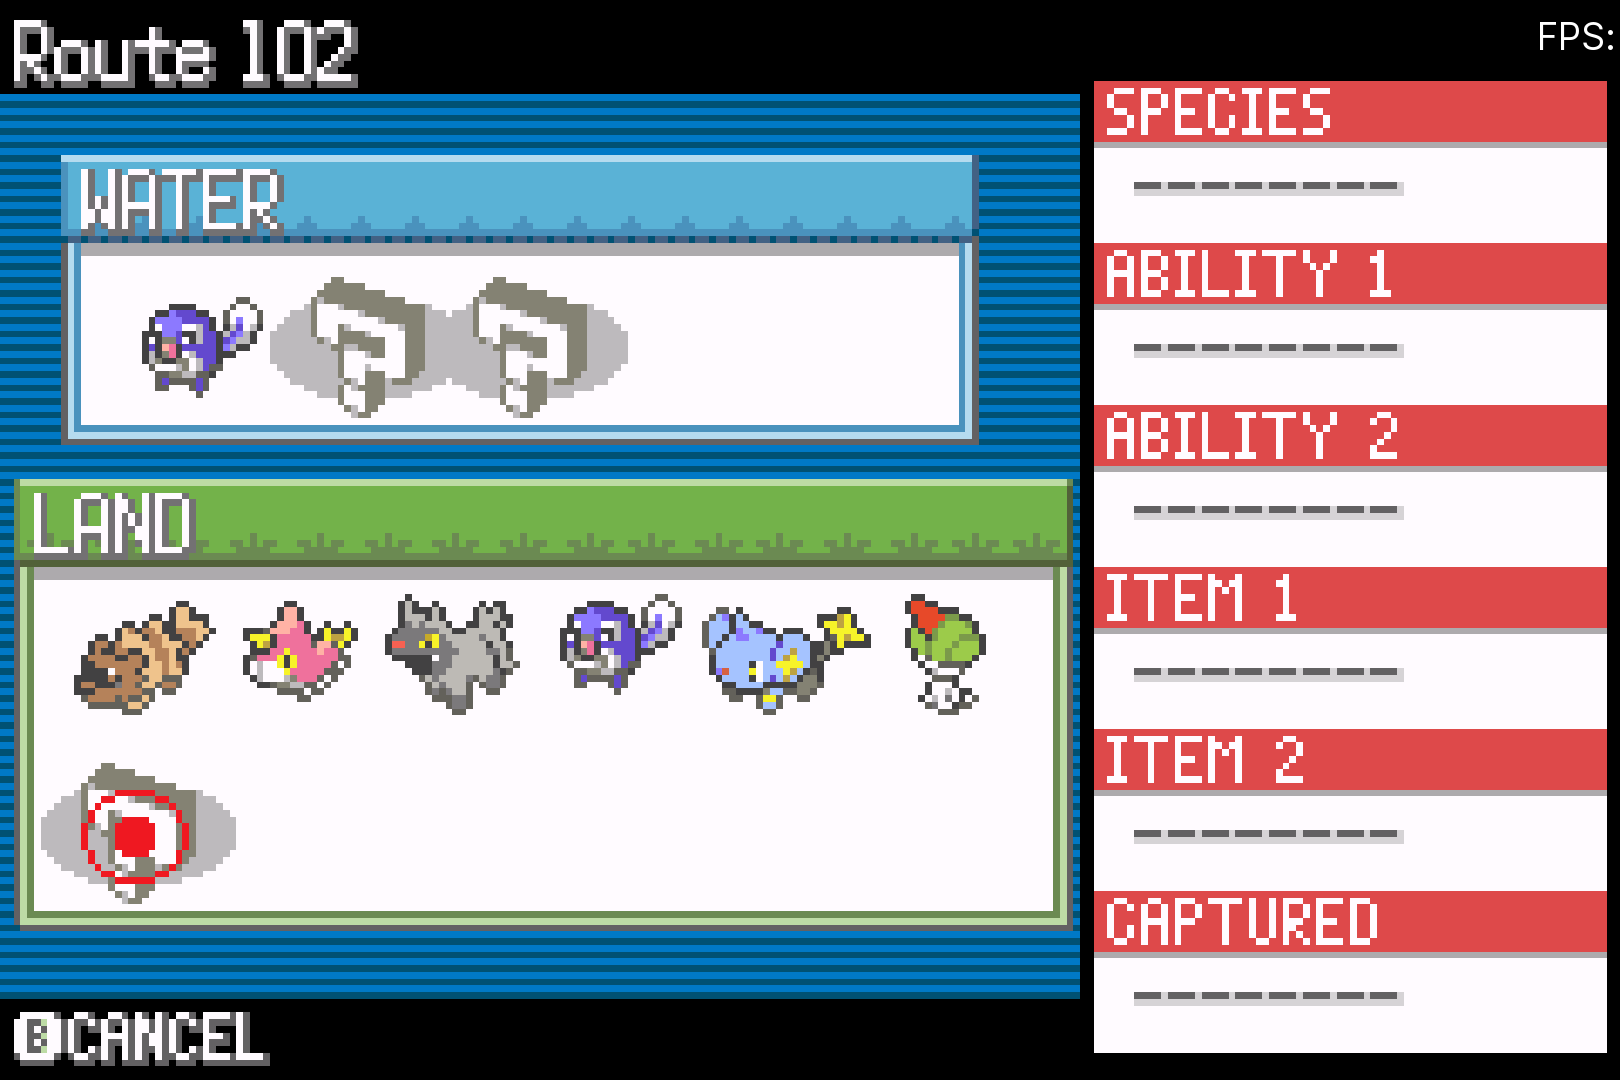 Route 102
FPS:
WATER
LAND
SPECIES
--------
ABILITY 1
--------
ABILITY 2
--------
ITEM 1
--------
ITEM 2
--------
CAPTURED
--------
B CANCEL